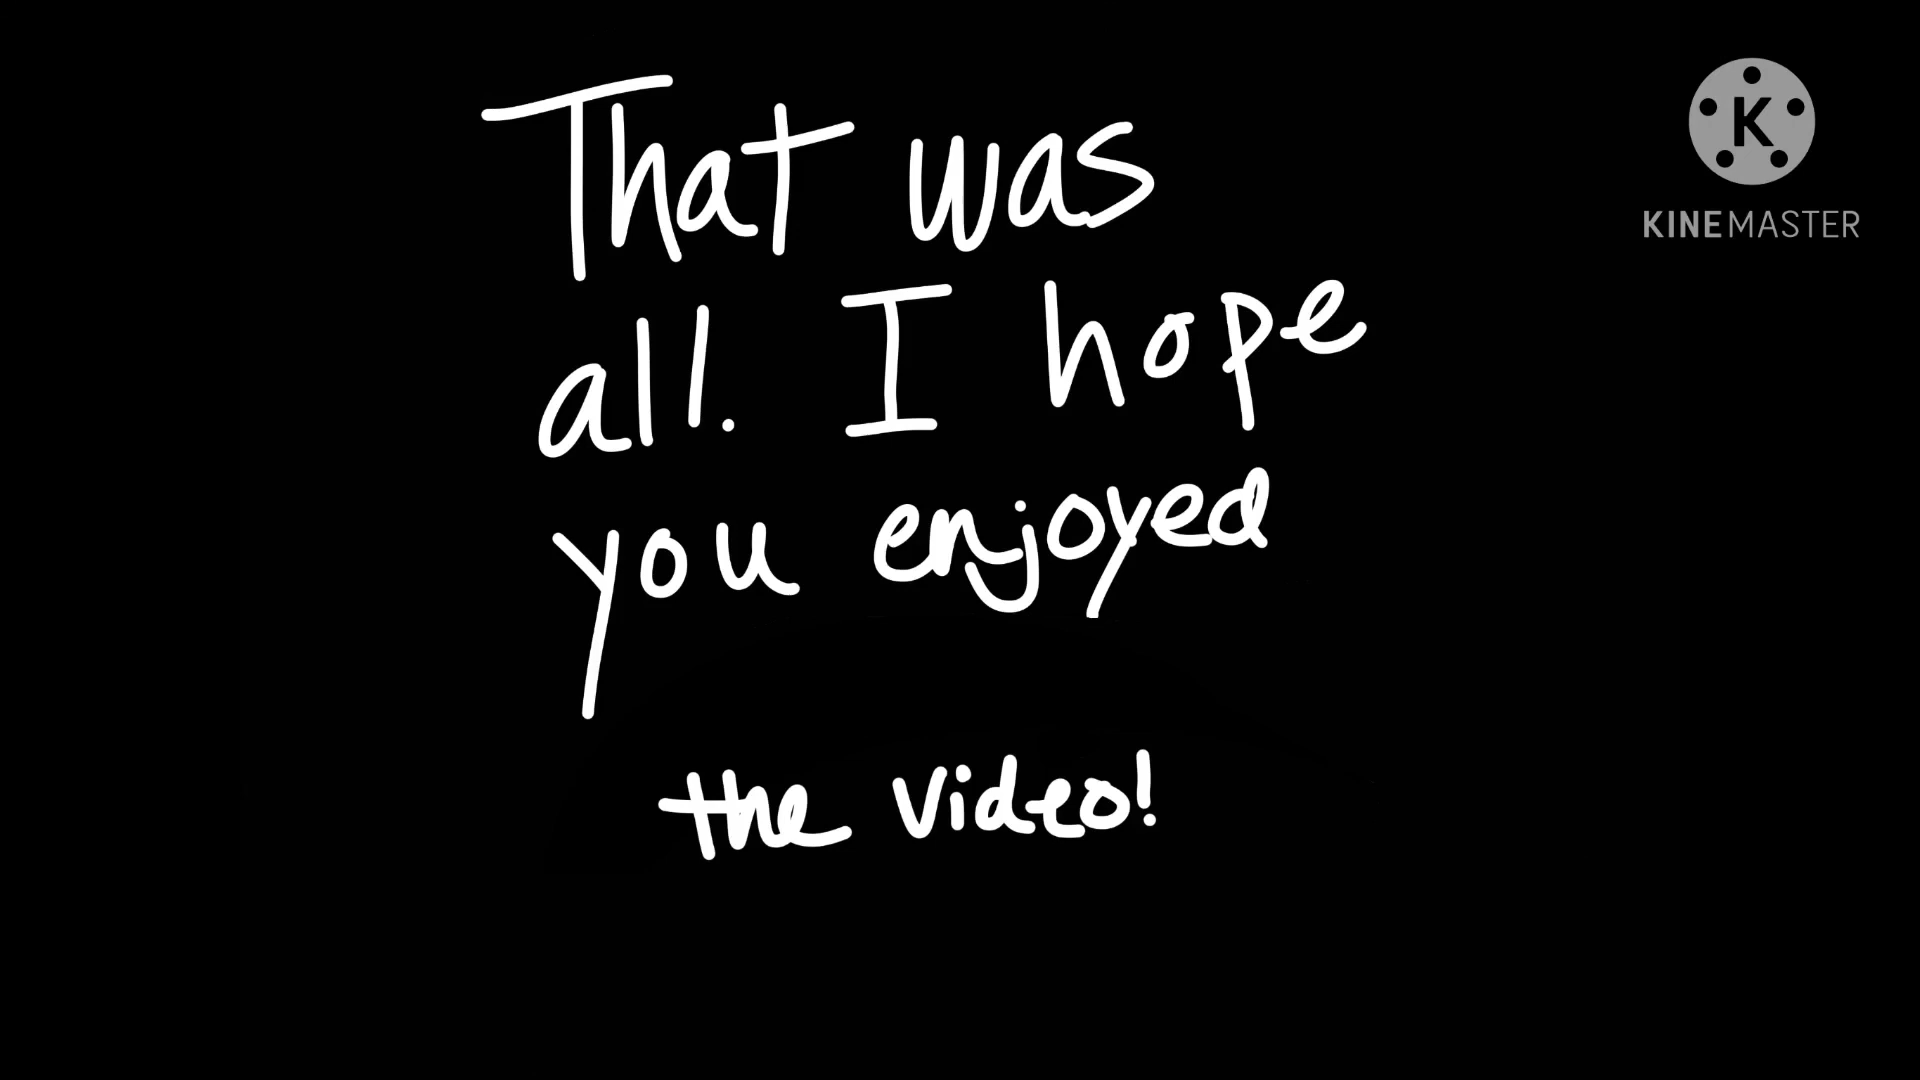 That was
all. I hope
you enjoyed
the video!
K
KINEMASTER